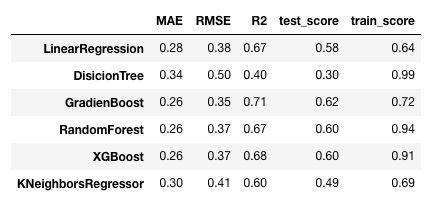 MAE RMSE R2 test_score train_score
LinearRegression 0.28 0.38 0.67 0.58 0.64
DisicionTree 0.34 0.50 0.40 0.30 0.99
GradienBoost 0.26 0.35 0.71 0.62 0.72
RandomForest 0.26 0.37 0.67 0.60 0.94
XGBoost 0.26 0.37 0.68 0.60 0.91
KNeighborsRegressor 0.30 0.41 0.60 0.49 0.69